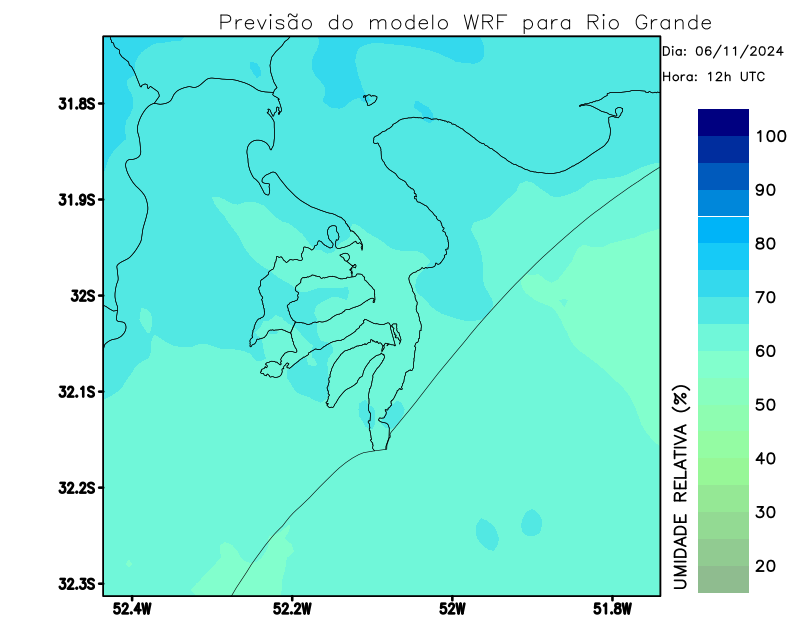 Previsão do modelo WRF para Rio Grande
Dia: 06/11/2024
Hora: 12h UTC
31.8S
31.9S
32S
32.1S
32.2S
32.3S
52.4W
52.2W
52W
51.8W
100
90
80
70
60
50
40
30
20
UMIDADE RELATIVA (%)